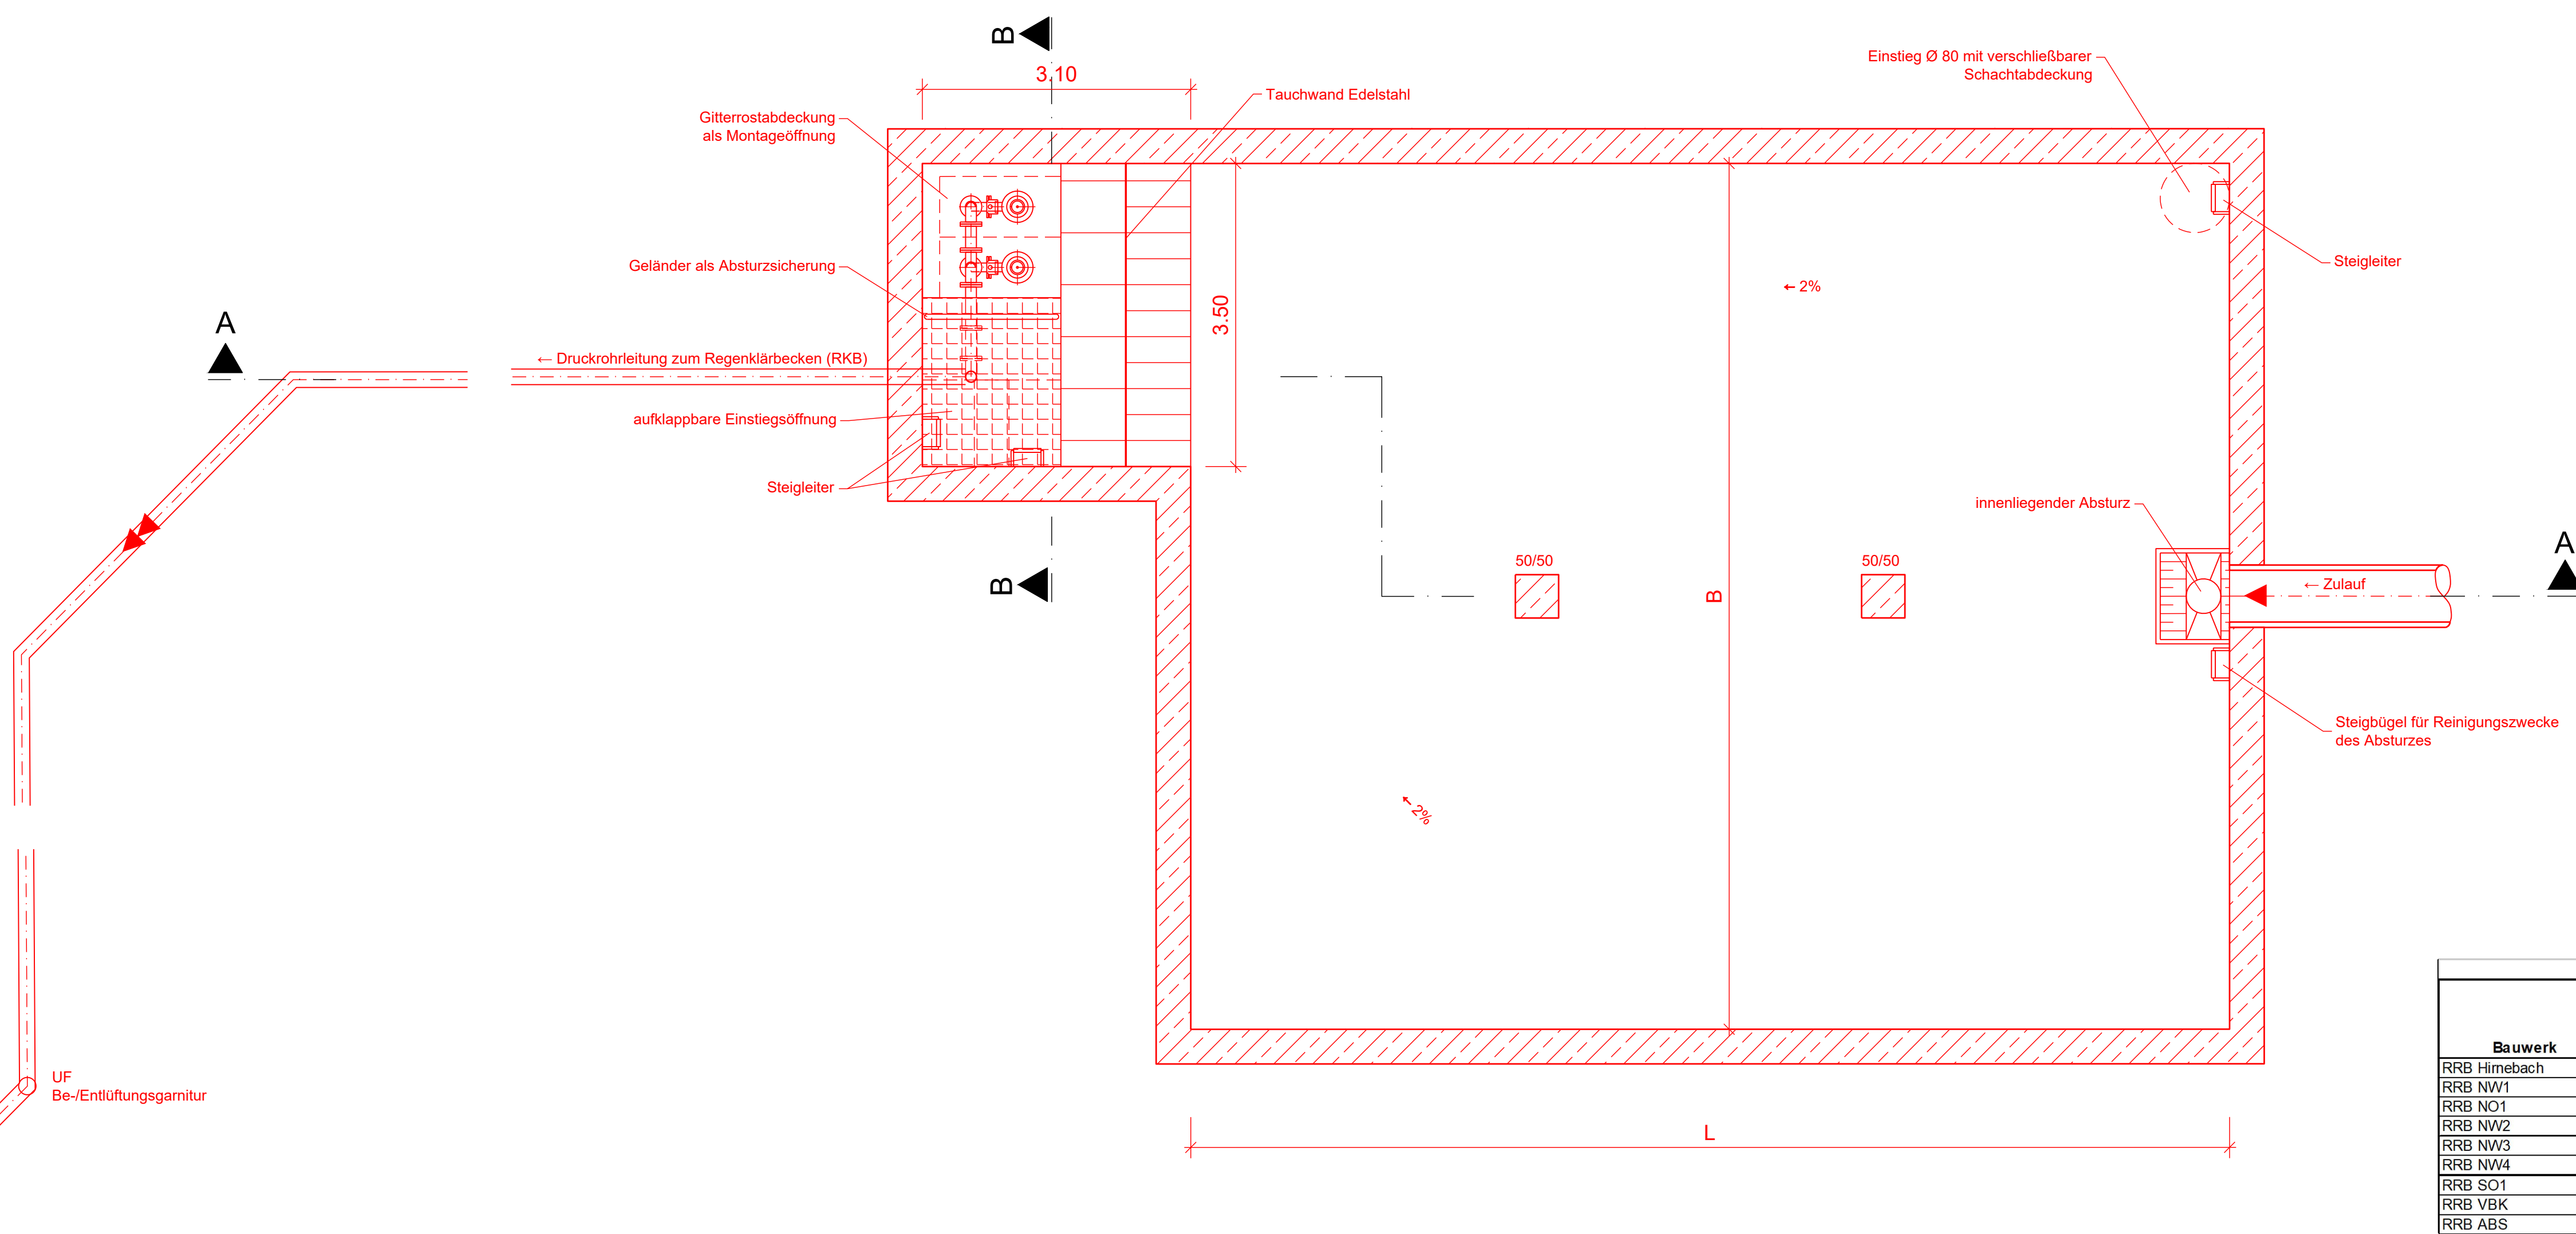 B
3.10
Einstieg Ø 80 mit verschließbarer
Schachtabdeckung
Tauchwand Edelstahl
Gitterrostabdeckung
als Montageöffnung
Geländer als Absturzsicherung
Steigleiter
← 2%
3.50
A
← Druckrohrleitung zum Regenklärbecken (RKB)
aufklappbare Einstiegsöffnung
Steigleiter
innenliegender Absturz
A
50/50
50/50
B
B
← Zulauf
Steigbügel für Reinigungszwecke
des Absturzes
← 2%
UF
Be-/Entlüftungsgarnitur
L
Bauwerk
RRB Hirnebach
RRB NW1
RRB NO1
RRB NW2
RRB NW3
RRB NW4
RRB SO1
RRB VBK
RRB ABS